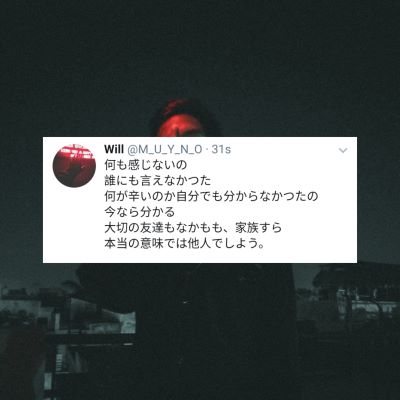 Will @M_U_Y_N_O · 31s
何も感じないの
誰にも言えなかつた
何が辛いのか自分でも分からなかつたの
今なら分かる
大切の友達もなかもも、家族すら
本当の意味では他人でしよう。